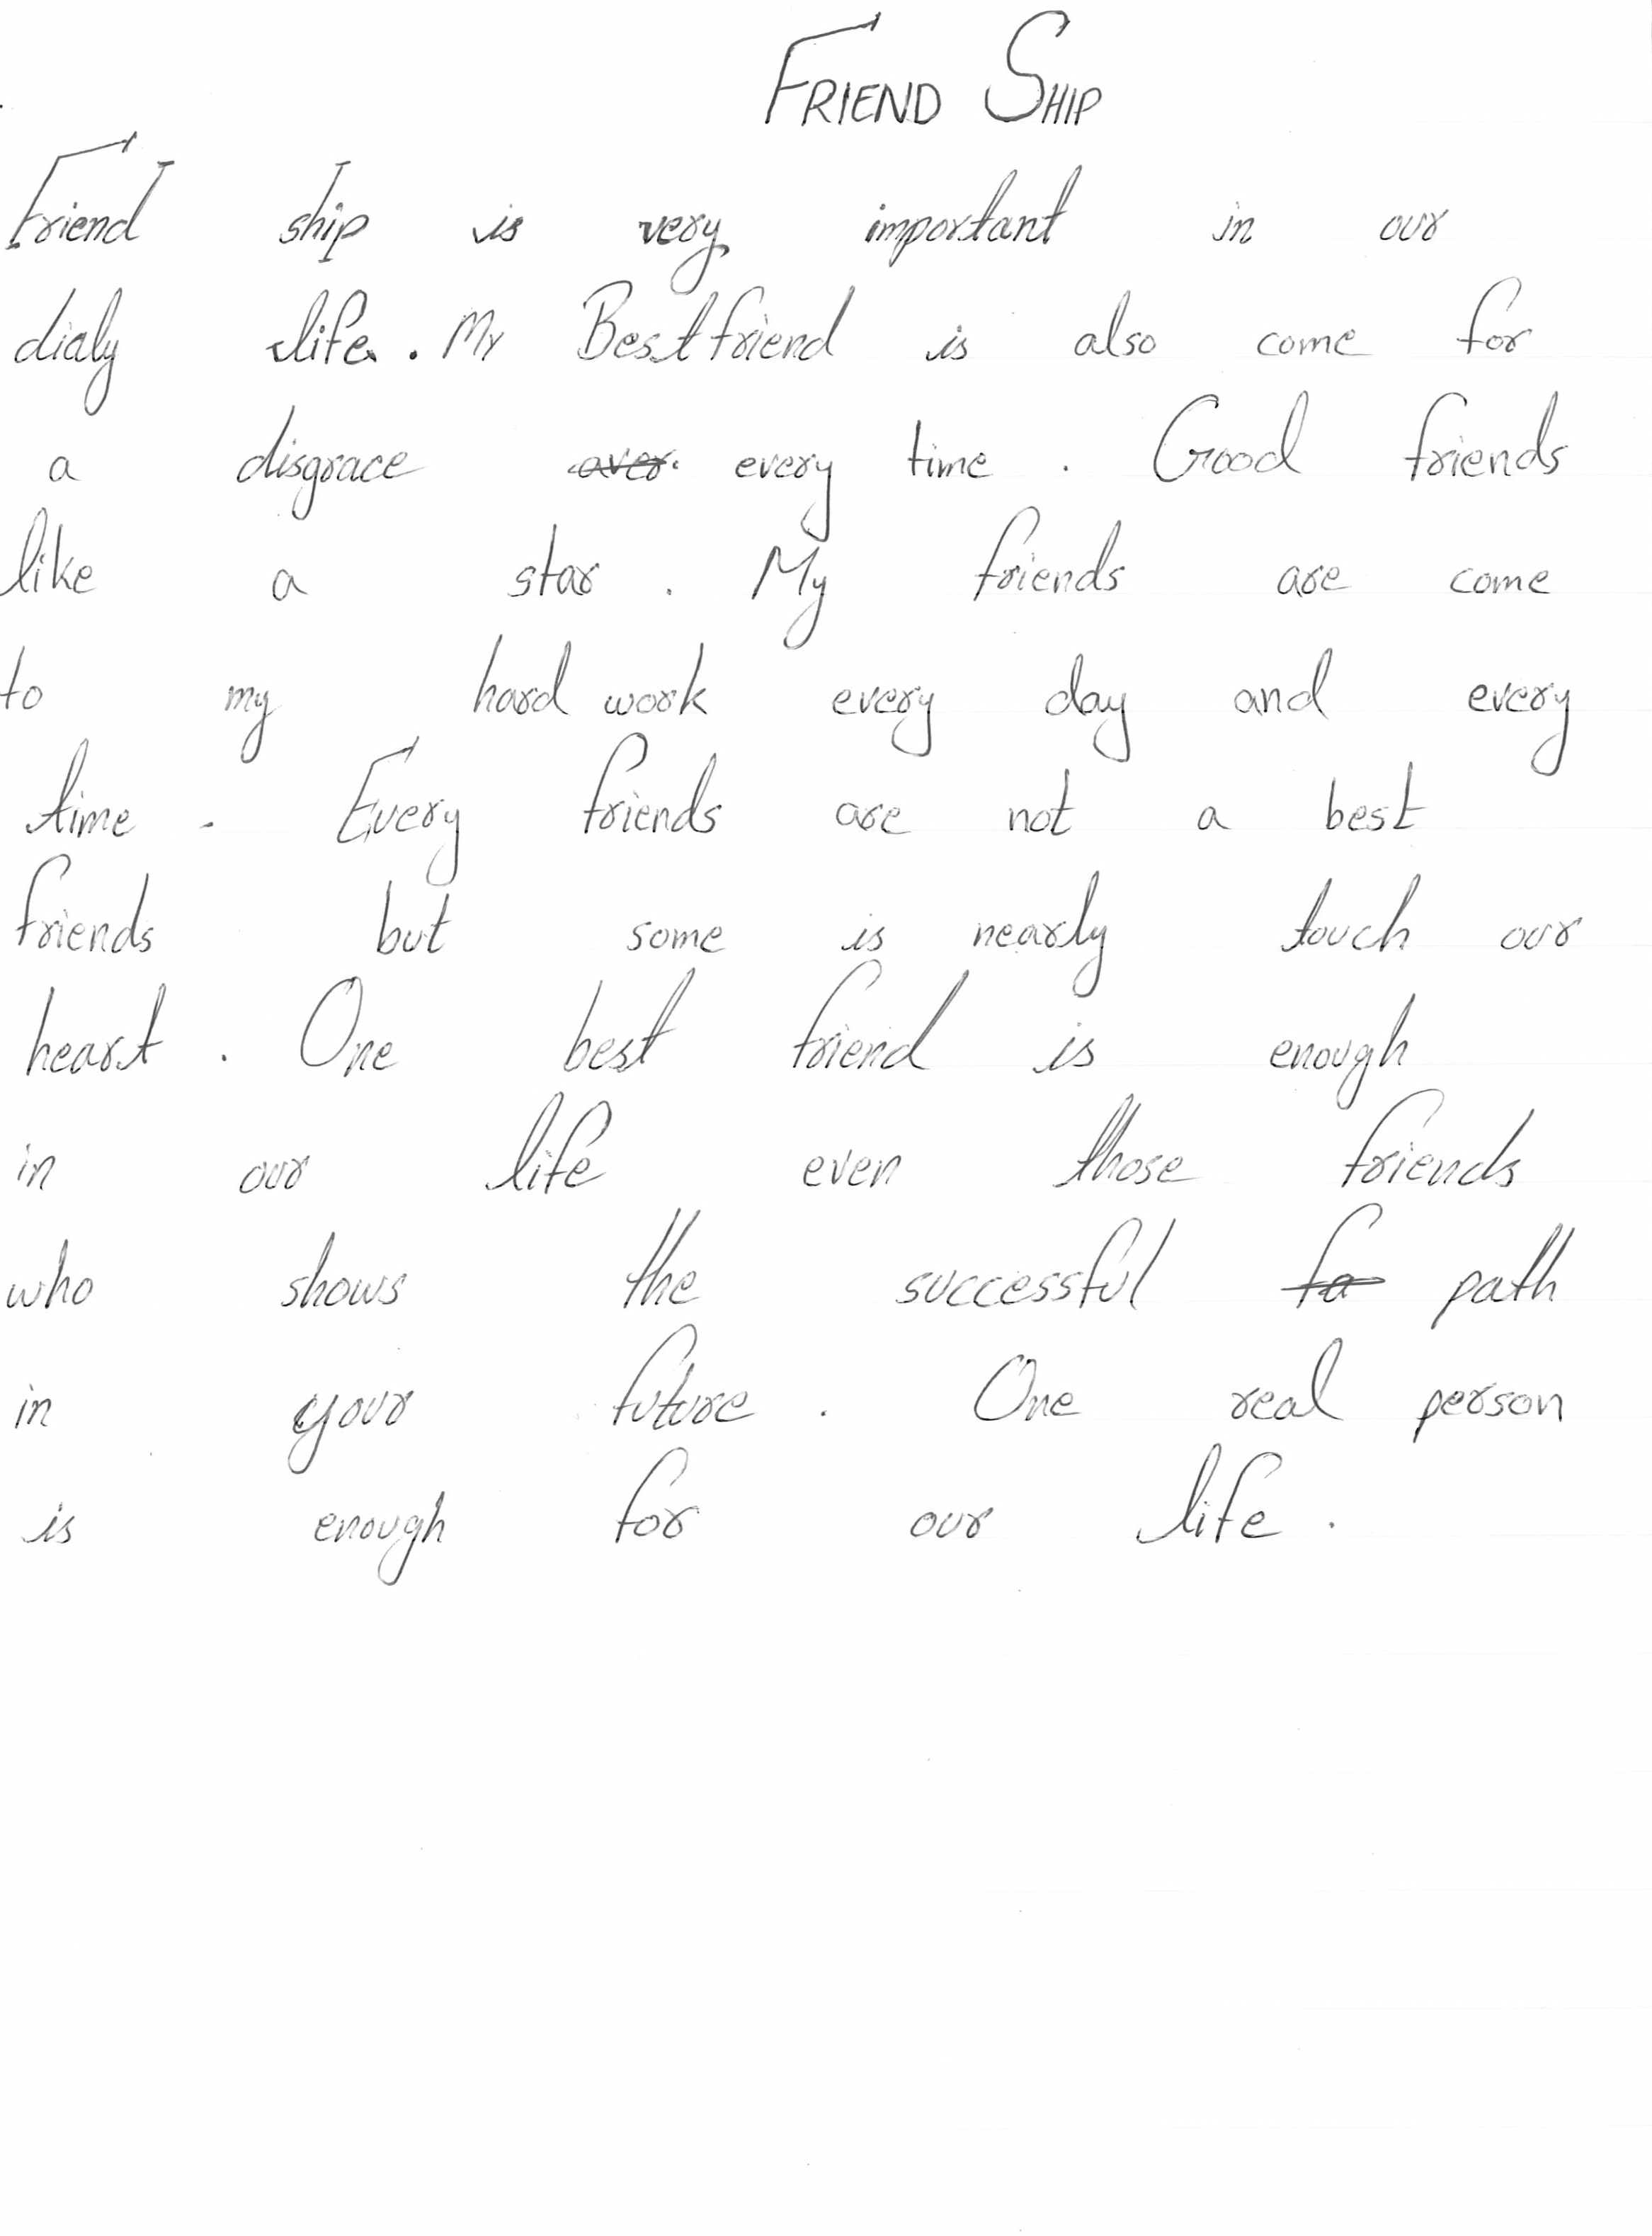 FRIEND SHIP
Friend ship is very important in our
dialy life. My Best friend is also come for
a disgrace over every time. Good friends
like a star. My friends are come
to my hard work every day and every
time. Every friends are not a best
friends but some is nearly touch our
heart. One best friend is enough
in our life even those friends
who shows the successful fa path
in your future. One real person
is enough for our life.